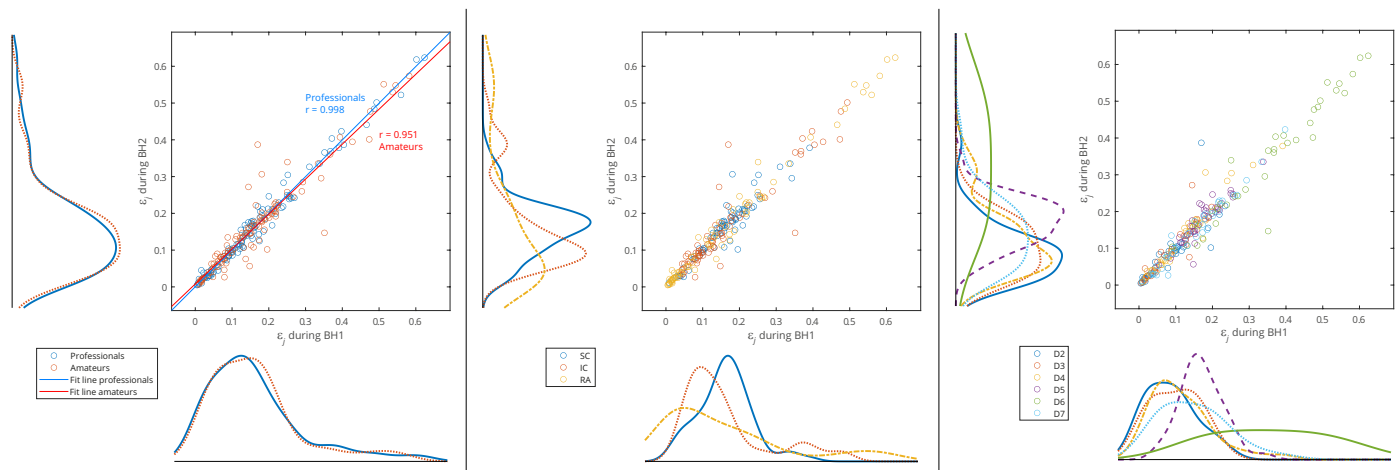 0.6
0.5
0.4
0.3
0.2
0.1
0
εj during BH2
Professionals
r = 0.998
r = 0.951
Amateurs
0 0.1 0.2 0.3 0.4 0.5 0.6
εj during BH1
Professionals
Amateurs
Fit line professionals
Fit line amateurs
0.6
0.5
0.4
0.3
0.2
0.1
0
εj during BH2
0 0.1 0.2 0.3 0.4 0.5 0.6
εj during BH1
SC
IC
RA
0.6
0.5
0.4
0.3
0.2
0.1
0
εj during BH2
0 0.1 0.2 0.3 0.4 0.5 0.6
εj during BH1
D2
D3
D4
D5
D6
D7